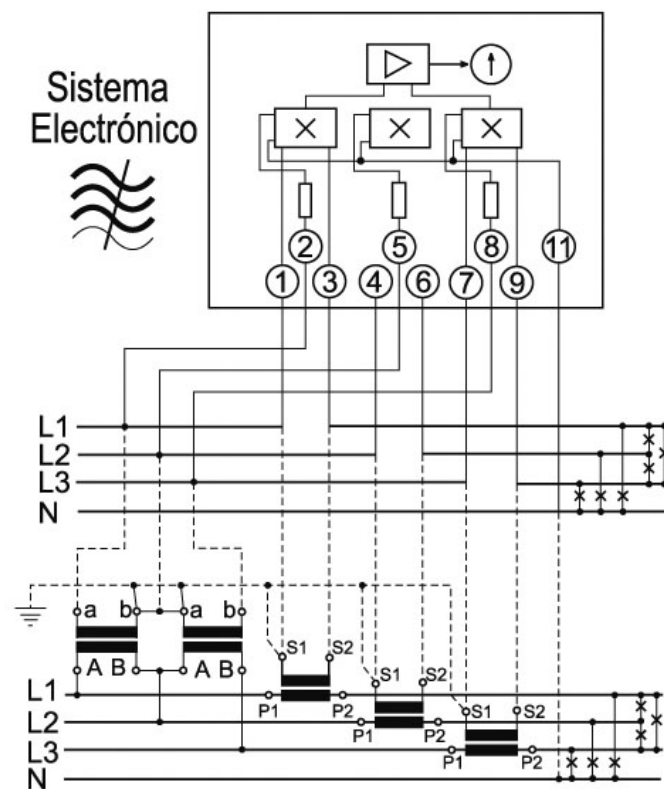 Sistema
Electrónico
2 5 8 11
1 3 4 6 7 9
L1
L2
L3
N
a b a b
A B A B
S1 S2
L1
P1 P2
S1 S2
L2
P1 P2
S1 S2
L3
P1 P2
N